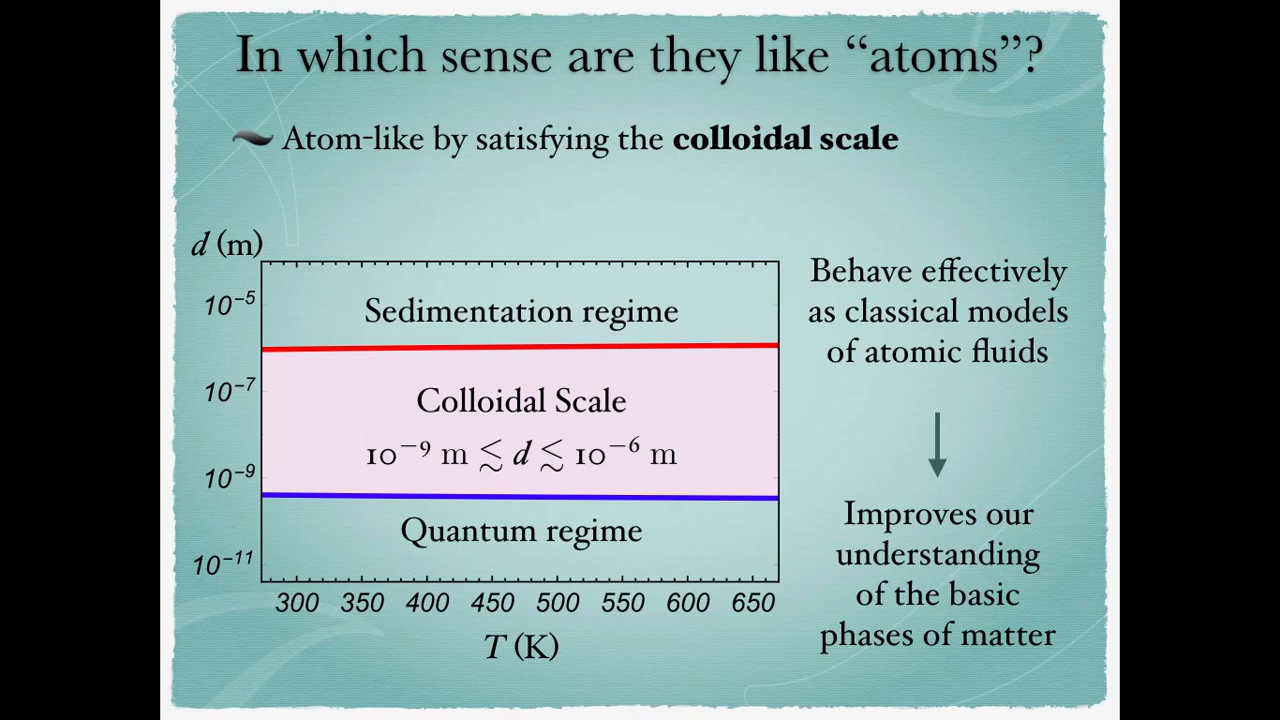 In which sense are they like “atoms”?
Atom-like by satisfying the colloidal scale
d (m)
10⁻⁵
10⁻⁷
10⁻⁹
10⁻¹¹
Sedimentation regime
Colloidal Scale
10⁻⁹ m ≲ d ≲ 10⁻⁶ m
Quantum regime
300 350 400 450 500 550 600 650
T (K)
Behave effectively
as classical models
of atomic fluids
Improves our
understanding
of the basic
phases of matter